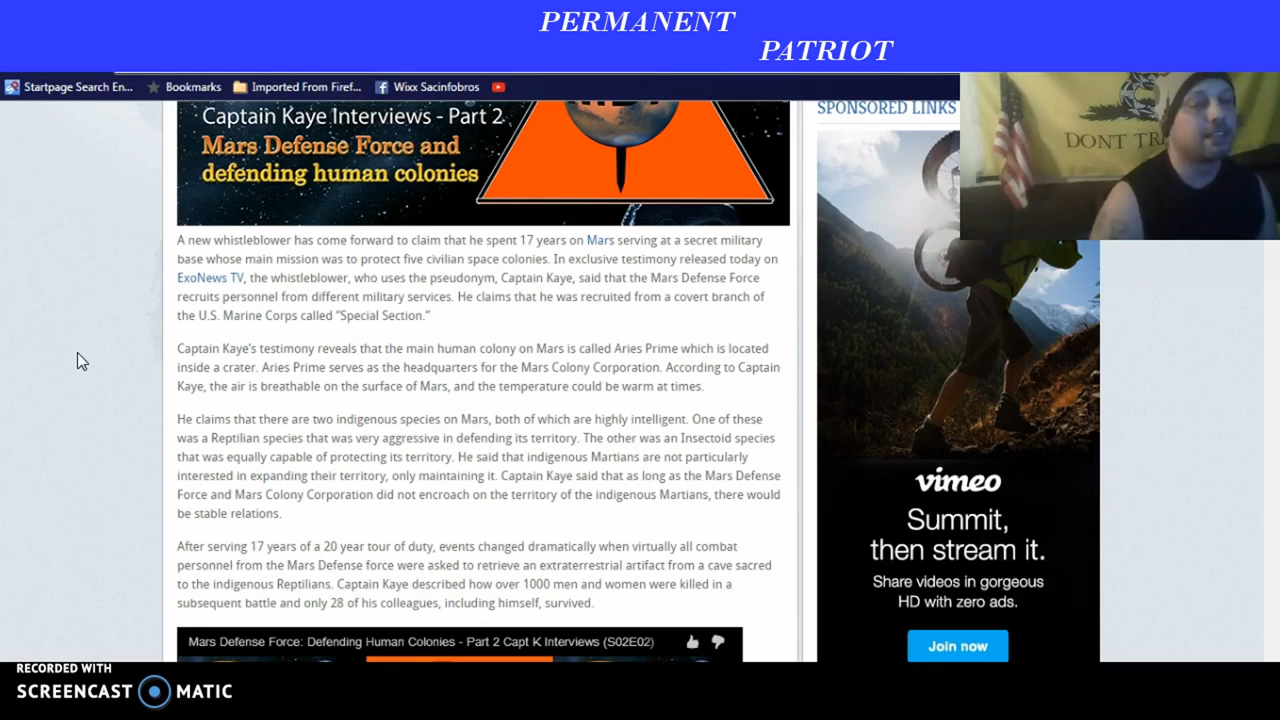 PERMANENT
PATRIOT
Startpage Search En... Bookmarks Imported From Firef... Wixx Sacinfobros
Captain Kaye Interviews - Part 2
Mars Defense Force and
defending human colonies
SPONSORED LINKS
DONT TR
A new whistleblower has come forward to claim that he spent 17 years on Mars serving at a secret military
base whose main mission was to protect five civilian space colonies. In exclusive testimony released today on
ExoNews TV, the whistleblower, who uses the pseudonym, Captain Kaye, said that the Mars Defense Force
recruits personnel from different military services. He claims that he was recruited from a covert branch of
the U.S. Marine Corps called “Special Section.”
Captain Kaye’s testimony reveals that the main human colony on Mars is called Aries Prime which is located
inside a crater. Aries Prime serves as the headquarters for the Mars Colony Corporation. According to Captain
Kaye, the air is breathable on the surface of Mars, and the temperature could be warm at times.
He claims that there are two indigenous species on Mars, both of which are highly intelligent. One of these
was a Reptilian species that was very aggressive in defending its territory. The other was an Insectoid species
that was equally capable of protecting its territory. He said that indigenous Martians are not particularly
interested in expanding their territory, only maintaining it. Captain Kaye said that as long as the Mars Defense
Force and Mars Colony Corporation did not encroach on the territory of the indigenous Martians, there would
be stable relations.
After serving 17 years of a 20 year tour of duty, events changed dramatically when virtually all combat
personnel from the Mars Defense force were asked to retrieve an extraterrestrial artifact from a cave sacred
to the indigenous Reptilians. Captain Kaye described how over 1000 men and women were killed in a
subsequent battle and only 28 of his colleagues, including himself, survived.
Mars Defense Force: Defending Human Colonies - Part 2 Capt K Interviews (S02E02)
vimeo
Summit,
then stream it.
Share videos in gorgeous
HD with zero ads.
Join now
RECORDED WITH
SCREENCAST MATIC